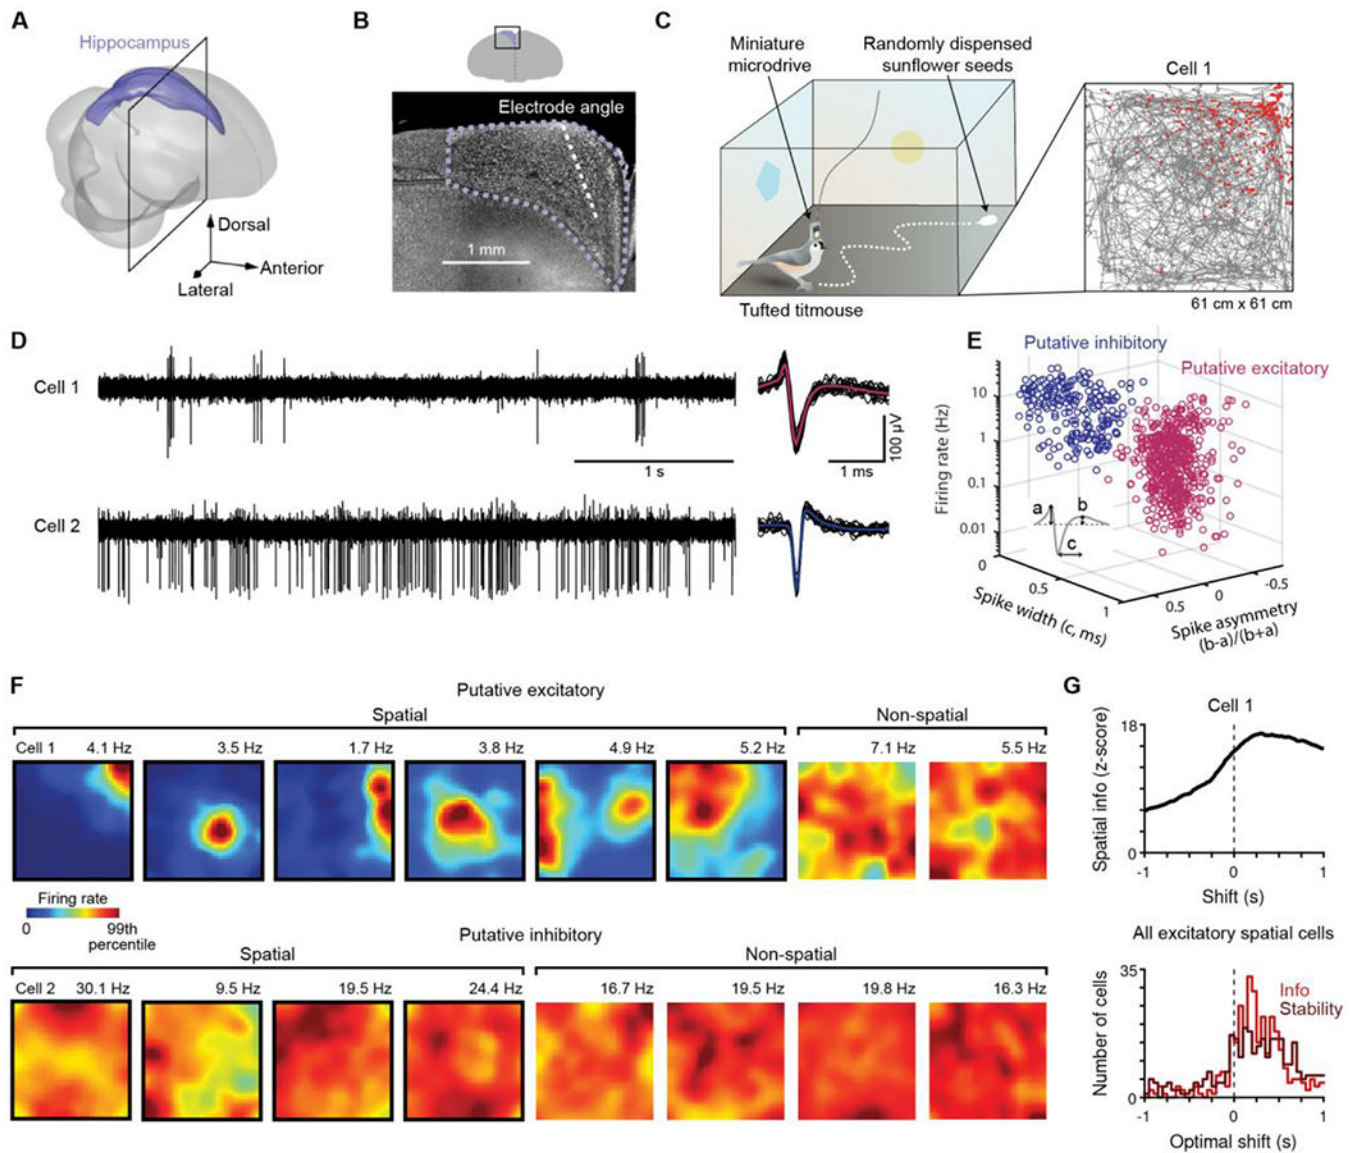 A
Hippocampus
Dorsal
Anterior
Lateral
B
Electrode angle
1 mm
C
Miniature
microdrive
Randomly dispensed
sunflower seeds
Tufted titmouse
Cell 1
61 cm x 61 cm
D
Cell 1
1 s
1 ms
100 µV
Cell 2
E
Putative inhibitory
Putative excitatory
Firing rate (Hz)
10
1
0.1
0.01
a
b
c
0
0.5
1
Spike width (c, ms)
0.5
0
-0.5
Spike asymmetry
(b-a)/(b+a)
F
Putative excitatory
Spatial
Non-spatial
Cell 1 4.1 Hz 3.5 Hz 1.7 Hz 3.8 Hz 4.9 Hz 5.2 Hz 7.1 Hz 5.5 Hz
Firing rate
0 99th
percentile
Putative inhibitory
Spatial
Non-spatial
Cell 2 30.1 Hz 9.5 Hz 19.5 Hz 24.4 Hz 16.7 Hz 19.5 Hz 19.8 Hz 16.3 Hz
G
Cell 1
Spatial info (z-score)
18
0
-1 0 1
Shift (s)
All excitatory spatial cells
Number of cells
35
0
Info
Stability
-1 0 1
Optimal shift (s)